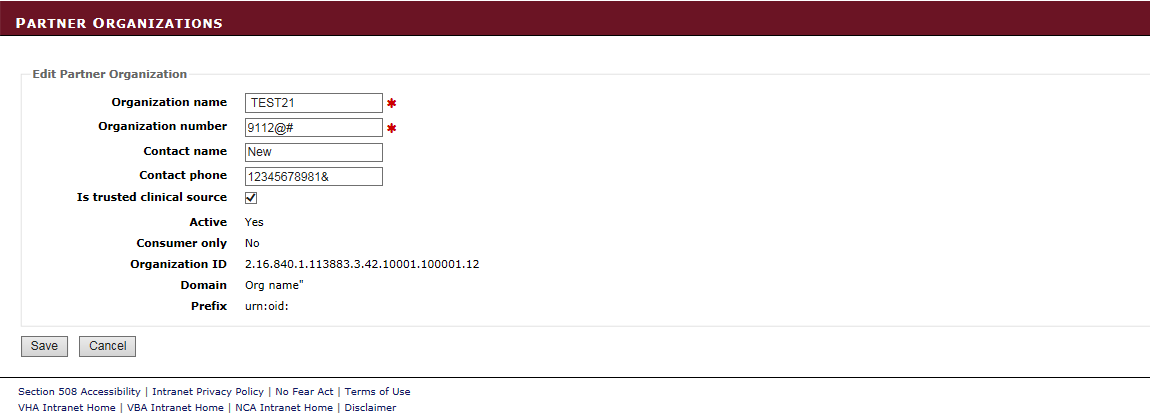 PARTNER ORGANIZATIONS
Edit Partner Organization
Organization name TEST21 *
Organization number 9112@# *
Contact name New
Contact phone 12345678981&
Is trusted clinical source
Active Yes
Consumer only No
Organization ID 2.16.840.1.113883.3.42.10001.100001.12
Domain Org name"
Prefix urn:oid:
Save Cancel
Section 508 Accessibility | Intranet Privacy Policy | No Fear Act | Terms of Use
VHA Intranet Home | VBA Intranet Home | NCA Intranet Home | Disclaimer